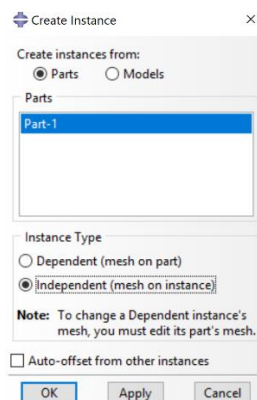 Create Instance
Create instances from:
Parts Models
Parts
Part-1
Instance Type
Dependent (mesh on part)
Independent (mesh on instance)
Note: To change a Dependent instance's
mesh, you must edit its part's mesh.
Auto-offset from other instances
OK Apply Cancel